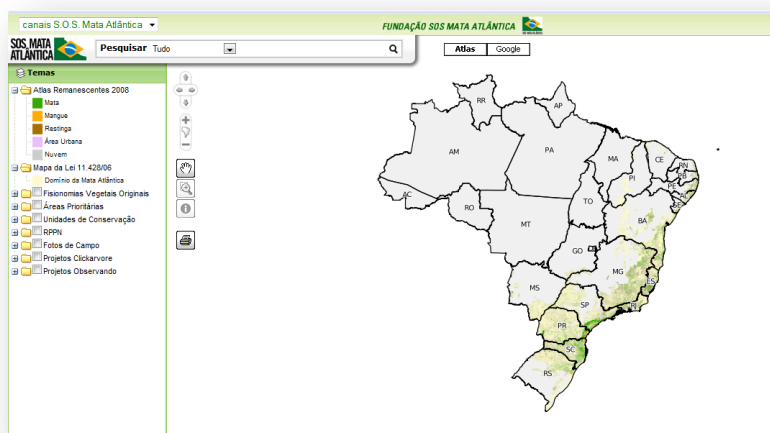 canais S.O.S. Mata Atlântica
FUNDAÇÃO SOS MATA ATLÂNTICA
SOS MATA
ATLÂNTICA
Pesquisar Tudo
Atlas Google
Temas
Atlas Remanescentes 2008
Mata
Mangue
Restinga
Área Urbana
Nuvem
Mapa da Lei 11.428/06
Domínio da Mata Atlântica
Fisionomias Vegetais Originais
Áreas Prioritárias
Unidades de Conservação
RPPN
Fotos de Campo
Projetos Clickarvore
Projetos Observando
RR
AP
AM
PA
MA
CE
RN
PB
PI
PE
AC
AL
SE
RO
TO
BA
MT
GO
MG
MS
ES
SP
RJ
PR
SC
RS